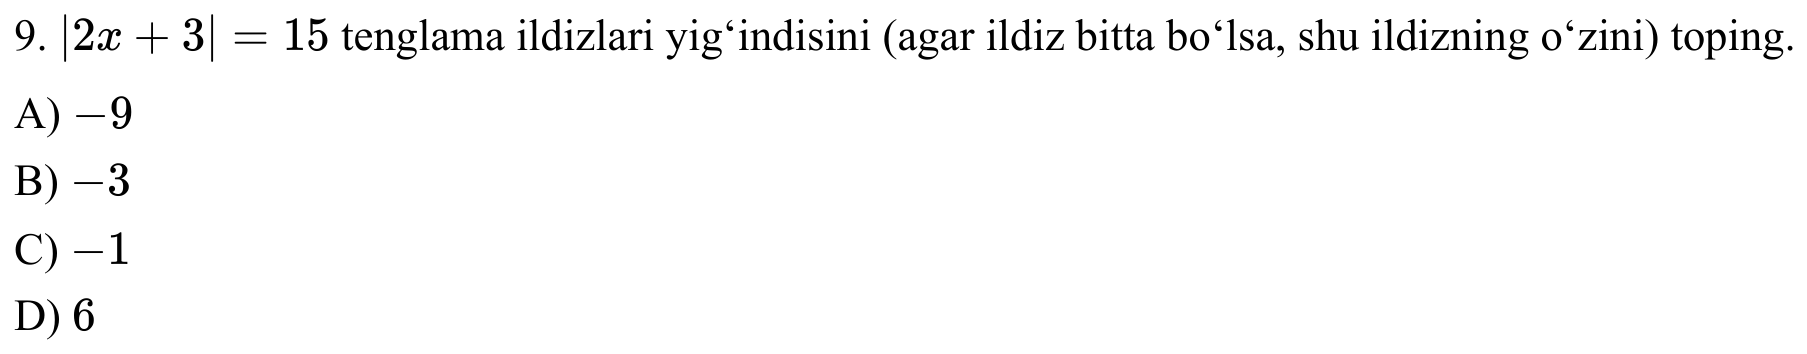 9. |2x + 3| = 15 tenglama ildizlari yig‘indisini (agar ildiz bitta bo‘lsa, shu ildizning o‘zini) toping.
A) −9
B) −3
C) −1
D) 6